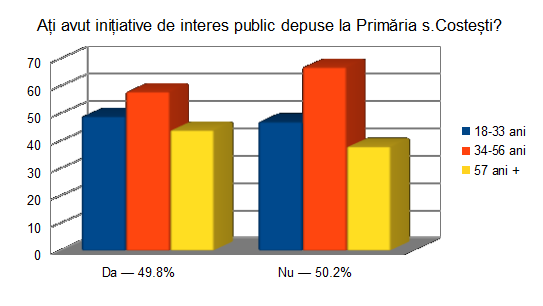 Ați avut inițiative de interes public depuse la Primăria s.Costești?
70
60
50
40
30
20
10
0
18-33 ani
34-56 ani
57 ani +
Da — 49.8%
Nu — 50.2%